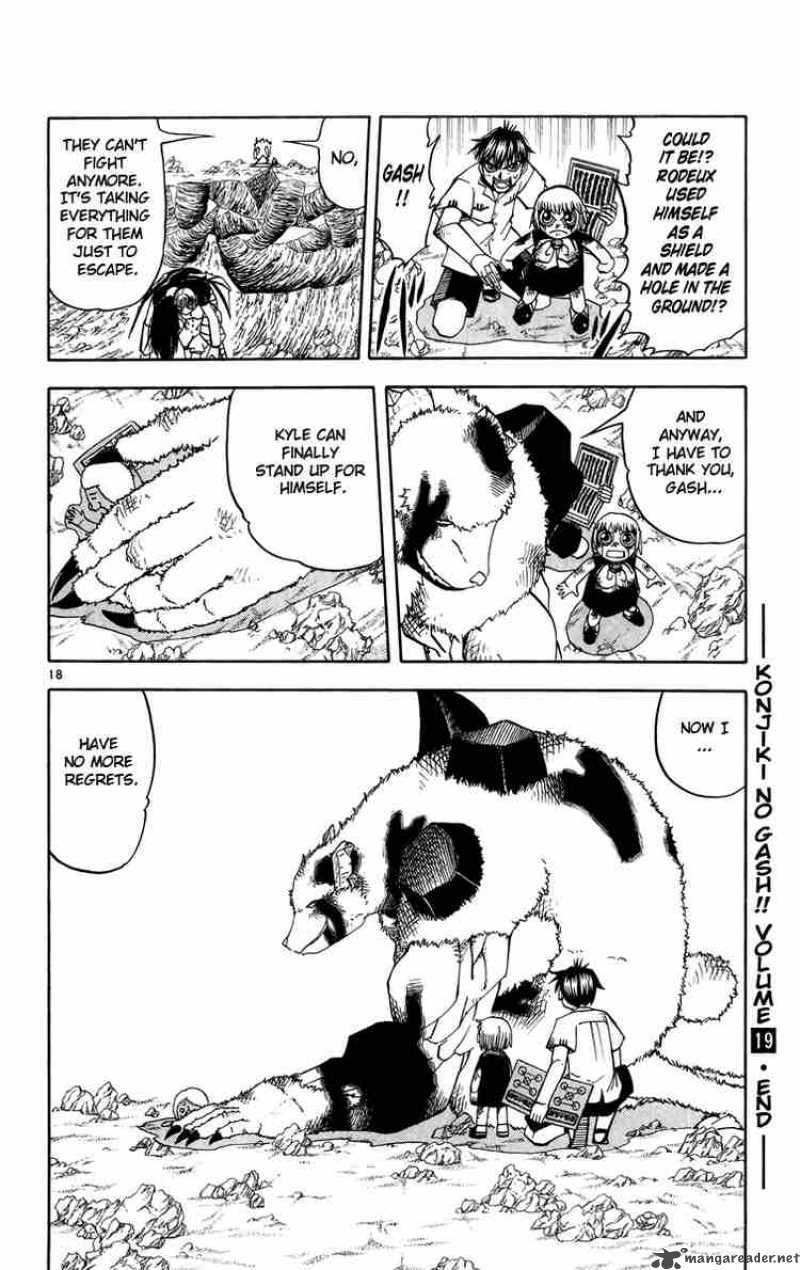 COULD
IT BE!?
RODEUX
USED
HIMSELF
AS A
SHIELD
AND MADE A
HOLE IN THE
GROUND!?
GASH
!!
NO,
THEY CAN'T
FIGHT
ANYMORE.
IT'S TAKING
EVERYTHING
FOR THEM
JUST TO
ESCAPE.
AND
ANYWAY,
I HAVE TO
THANK YOU,
GASH...
KYLE CAN
FINALLY
STAND UP FOR
HIMSELF.
18
NOW I
...
HAVE
NO MORE
REGRETS.
KONJIKI NO GASH!! VOLUME 19 • END
mangareader.net